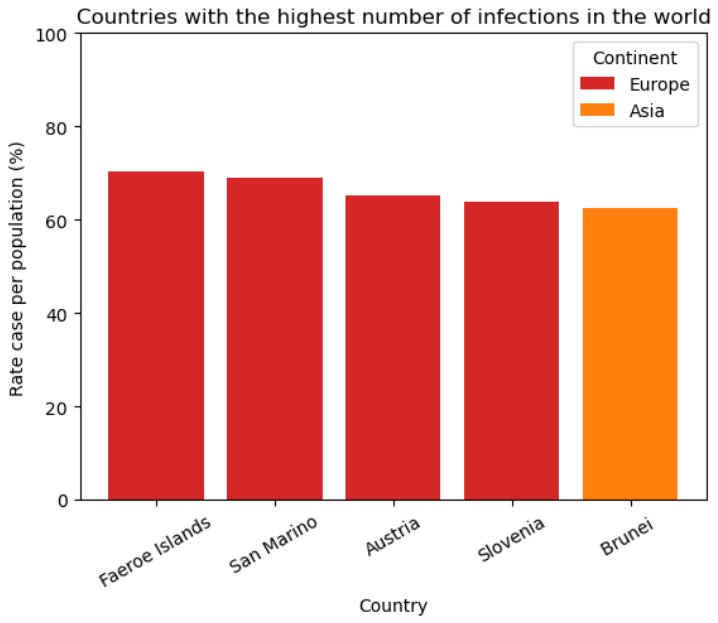 Countries with the highest number of infections in the world
Continent
Europe
Asia
Rate case per population (%)
100
80
60
40
20
0
Faeroe Islands
San Marino
Austria
Slovenia
Brunei
Country